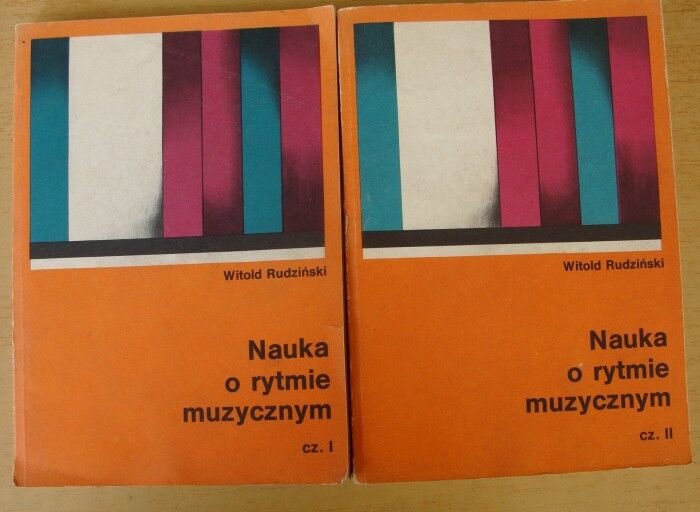 Witold Rudziński
Nauka
o rytmie
muzycznym
cz. I
Witold Rudziński
Nauka
o rytmie
muzycznym
cz. II